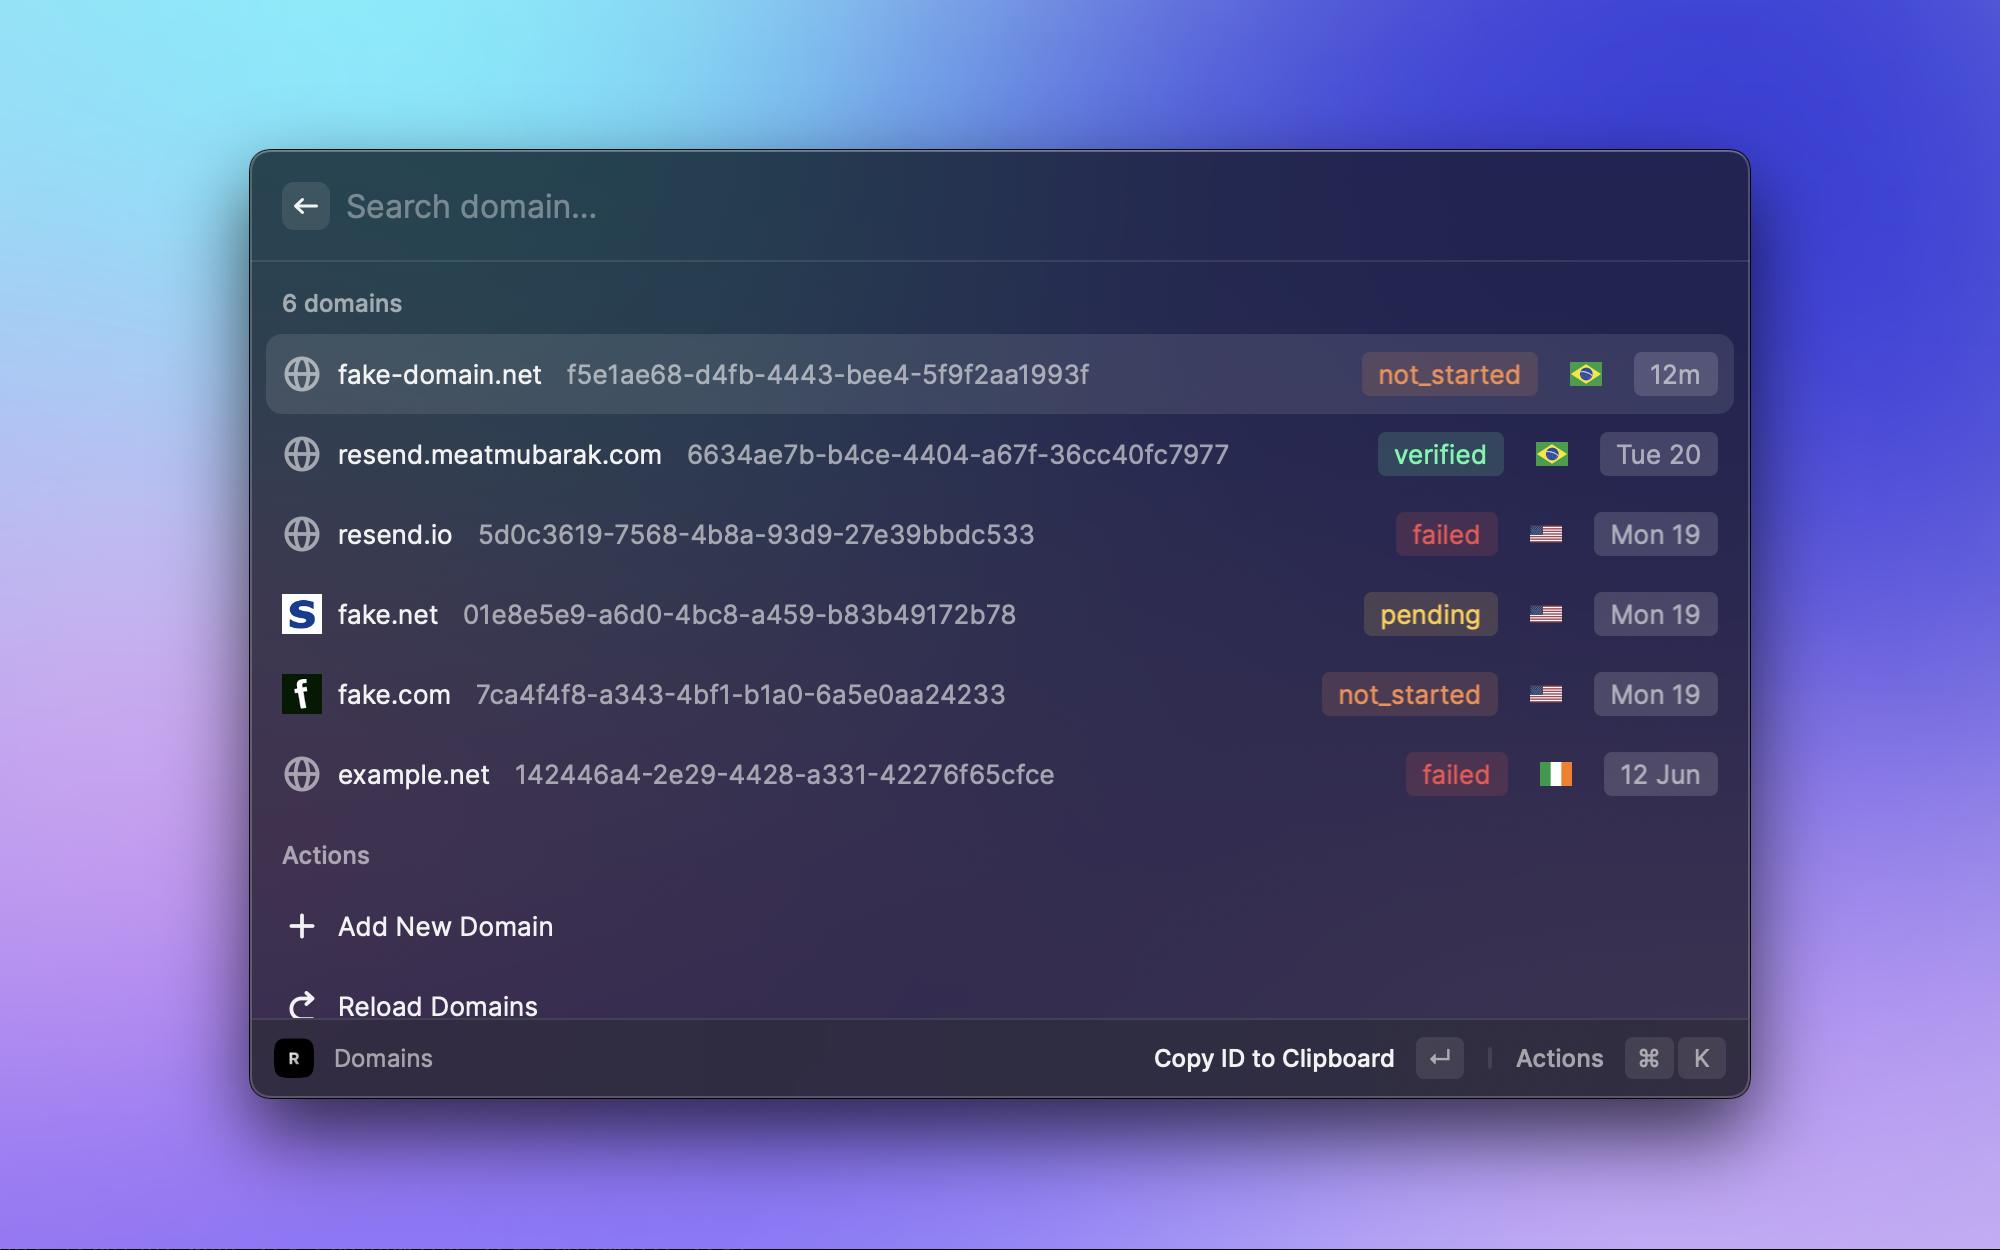 Search domain...
6 domains
fake-domain.net f5e1ae68-d4fb-4443-bee4-5f9f2aa1993f not_started 12m
resend.meatmubarak.com 6634ae7b-b4ce-4404-a67f-36cc40fc7977 verified Tue 20
resend.io 5d0c3619-7568-4b8a-93d9-27e39bbdc533 failed Mon 19
S fake.net 01e8e5e9-a6d0-4bc8-a459-b83b49172b78 pending Mon 19
f fake.com 7ca4f4f8-a343-4bf1-b1a0-6a5e0aa24233 not_started Mon 19
example.net 142446a4-2e29-4428-a331-42276f65cfce failed 12 Jun
Actions
Add New Domain
Reload Domains
R Domains Copy ID to Clipboard ↵ Actions ⌘ K